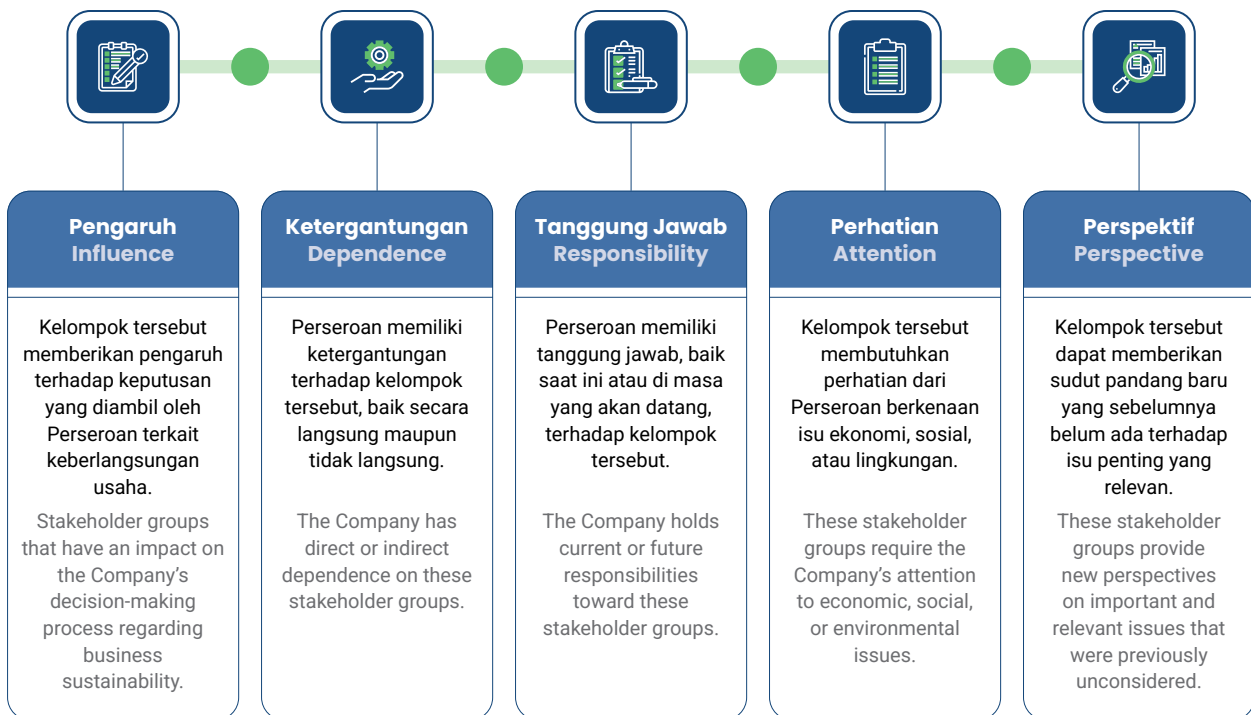 Pengaruh
Influence
Kelompok tersebut
memberikan pengaruh
terhadap keputusan
yang diambil oleh
Perseroan terkait
keberlangsungan
usaha.
Stakeholder groups
that have an impact on
the Company’s
decision-making
process regarding
business
sustainability.
Ketergantungan
Dependence
Perseroan memiliki
ketergantungan
terhadap kelompok
tersebut, baik secara
langsung maupun
tidak langsung.
The Company has
direct or indirect
dependence on these
stakeholder groups.
Tanggung Jawab
Responsibility
Perseroan memiliki
tanggung jawab, baik
saat ini atau di masa
yang akan datang,
terhadap kelompok
tersebut.
The Company holds
current or future
responsibilities
toward these
stakeholder groups.
Perhatian
Attention
Kelompok tersebut
membutuhkan
perhatian dari
Perseroan berkenaan
isu ekonomi, sosial,
atau lingkungan.
These stakeholder
groups require the
Company’s attention
to economic, social,
or environmental
issues.
Perspektif
Perspective
Kelompok tersebut
dapat memberikan
sudut pandang baru
yang sebelumnya
belum ada terhadap
isu penting yang
relevan.
These stakeholder
groups provide
new perspectives
on important and
relevant issues that
were previously
unconsidered.